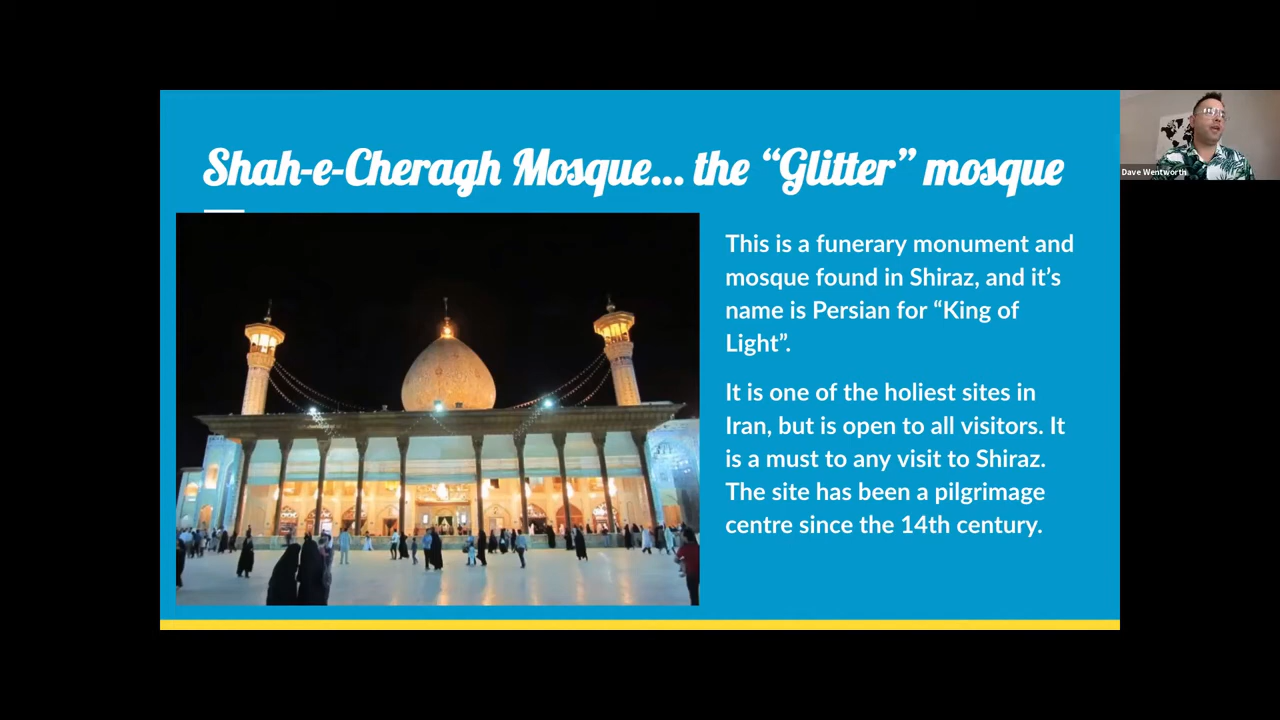 Shah-e-Cheragh Mosque... the “Glitter” mosque
This is a funerary monument and
mosque found in Shiraz, and it’s
name is Persian for “King of
Light”.
It is one of the holiest sites in
Iran, but is open to all visitors. It
is a must to any visit to Shiraz.
The site has been a pilgrimage
centre since the 14th century.
Dave Wentworth